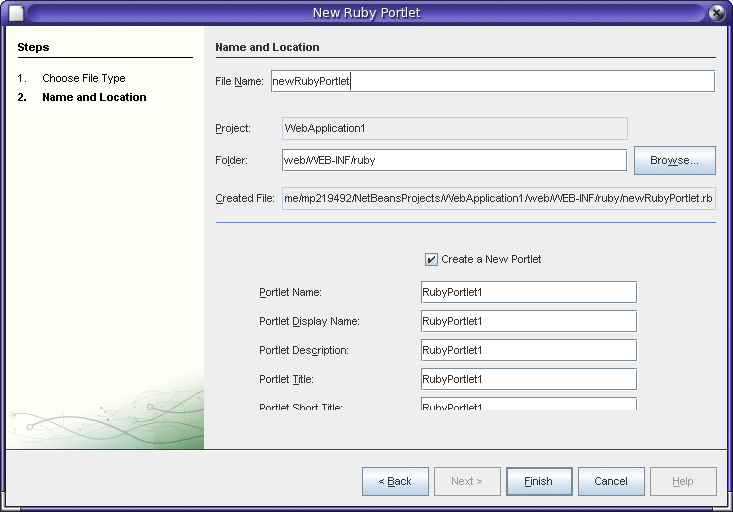 New Ruby Portlet
Steps
1. Choose File Type
2. Name and Location
Name and Location
File Name: newRubyPortlet
Project: WebApplication1
Folder: web/WEB-INF/ruby Browse...
Created File: me/mp219492/NetBeansProjects/WebApplication1/web/WEB-INF/ruby/newRubyPortlet.rb
Create a New Portlet
Portlet Name: RubyPortlet1
Portlet Display Name: RubyPortlet1
Portlet Description: RubyPortlet1
Portlet Title: RubyPortlet1
Portlet Short Title: RubyPortlet1
< Back Next > Finish Cancel Help